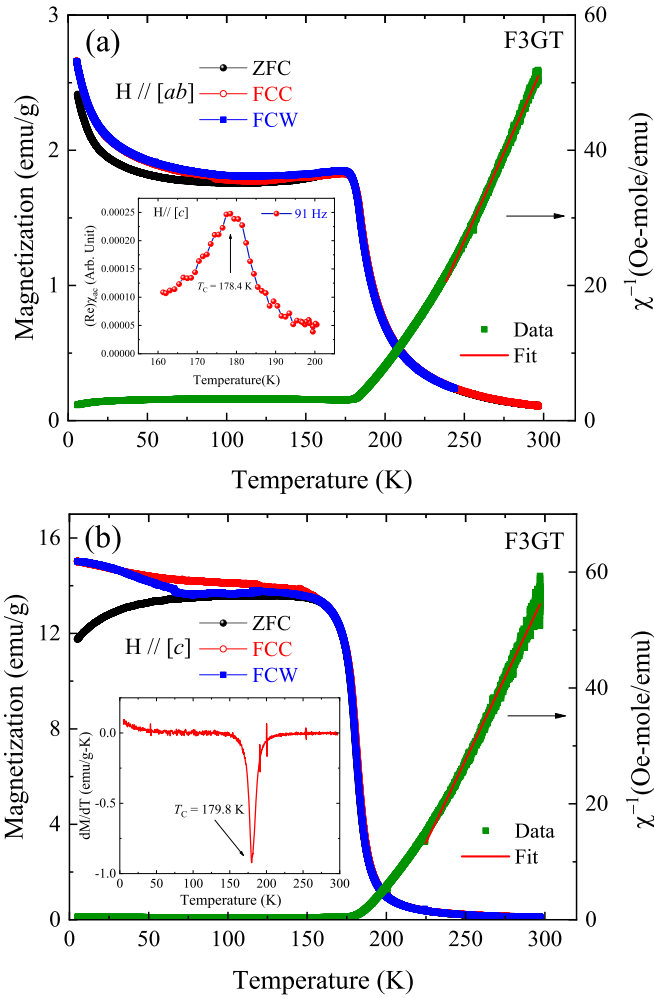 (a)
F3GT
H // [ab]
ZFC
FCC
FCW
Magnetization (emu/g)
0
1
2
3
χ⁻¹(Oe-mole/emu)
0
20
40
60
Data
Fit
0
50
100
150
200
250
300
Temperature (K)
H// [c]
91 Hz
T_C = 178.4 K
(Re)χ_ac (Arb. Unit)
0.00025
0.00020
0.00015
0.00010
0.00005
0.00000
160
170
180
190
200
Temperature(K)
(b)
F3GT
H // [c]
ZFC
FCC
FCW
Magnetization (emu/g)
0
4
8
12
16
χ⁻¹(Oe-mole/emu)
0
20
40
60
Data
Fit
0
50
100
150
200
250
300
Temperature (K)
T_C = 179.8 K
dM/dT (emu/g-K)
0.0
-0.5
-1.0
0
50
100
150
200
250
300
Temperature (K)